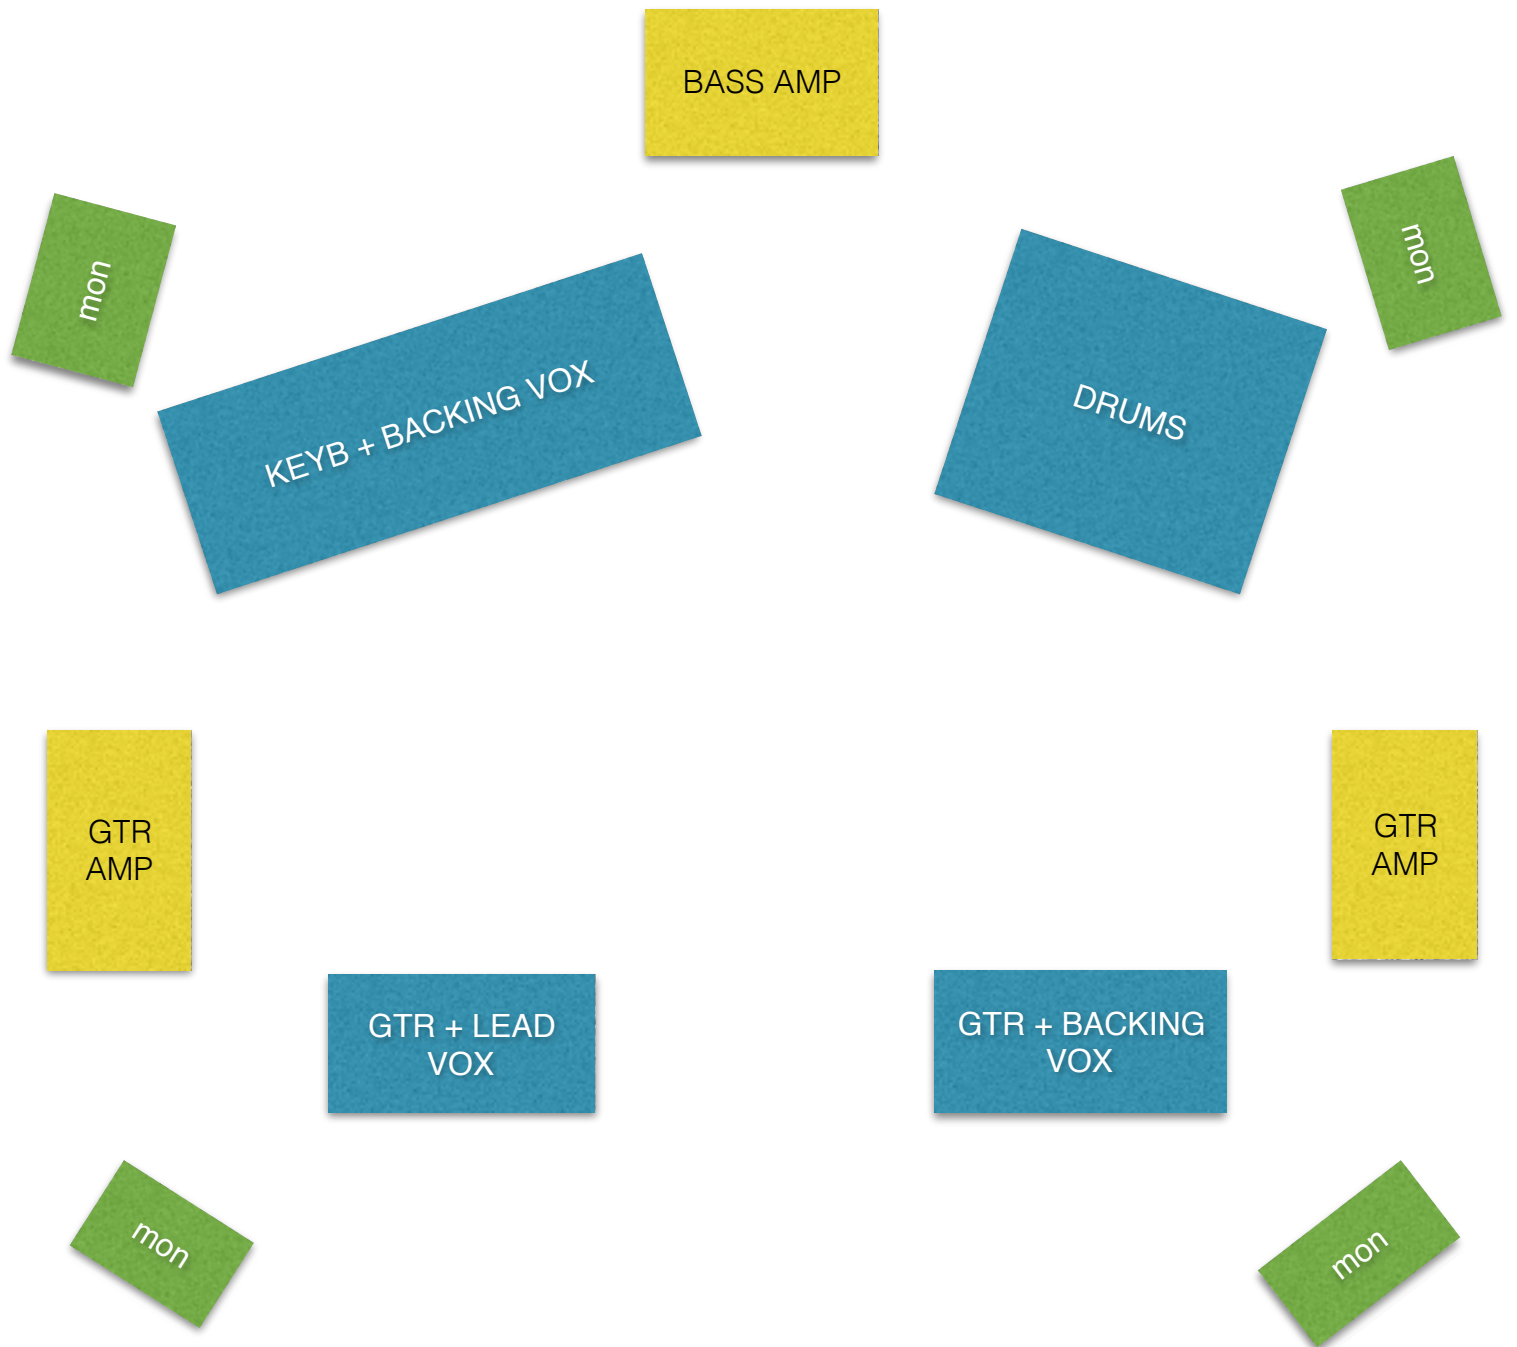 BASS AMP
mon
mon
KEYB + BACKING VOX
DRUMS
GTR
AMP
GTR
AMP
GTR + LEAD
VOX
GTR + BACKING
VOX
mon
mon